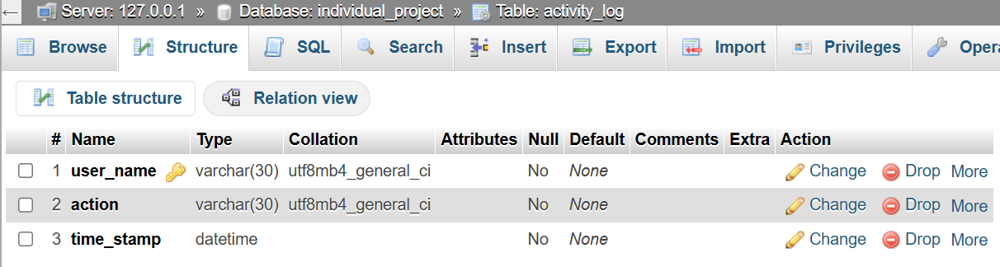 ← Server: 127.0.0.1 » Database: individual_project » Table: activity_log
Browse Structure SQL Search Insert Export Import Privileges Opera
Table structure Relation view
# Name Type Collation Attributes Null Default Comments Extra Action
1 user_name varchar(30) utf8mb4_general_ci No None Change Drop More
2 action varchar(30) utf8mb4_general_ci No None Change Drop More
3 time_stamp datetime No None Change Drop More